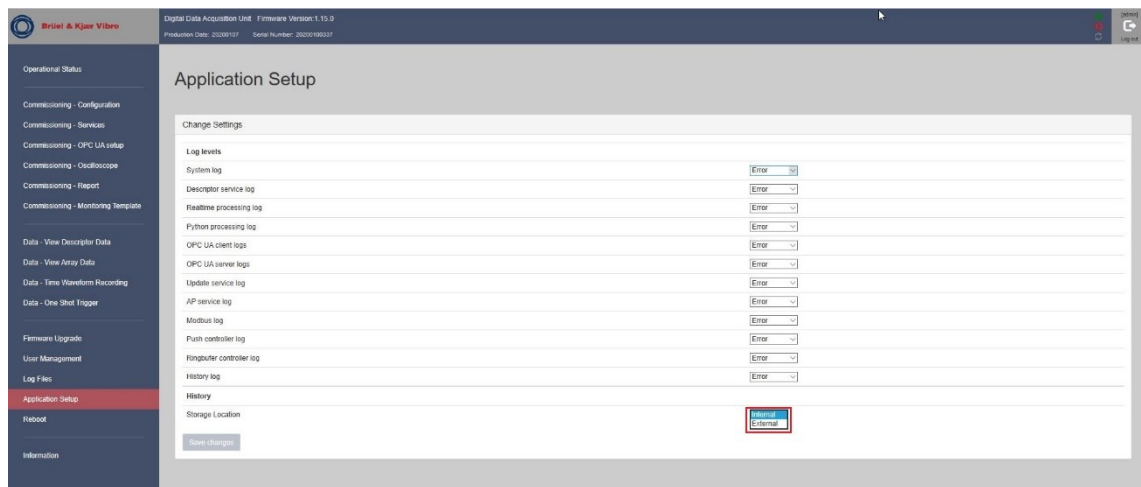 Brüel & Kjær Vibro
Digital Data Acquisition Unit Firmware Version:1.15.0
Production Date: 20200107 Serial Number: 20200100337
[admin]
Log out
Operational Status
Commissioning - Configuration
Commissioning - Services
Commissioning - OPC UA setup
Commissioning - Oscilloscope
Commissioning - Report
Commissioning - Monitoring Template
Data - View Descriptor Data
Data - View Array Data
Data - Time Waveform Recording
Data - One Shot Trigger
Firmware Upgrade
User Management
Log Files
Application Setup
Reboot
Information
Application Setup
Change Settings
Log levels
System log Error
Descriptor service log Error
Realtime processing log Error
Python processing log Error
OPC UA client logs Error
OPC UA server logs Error
Update service log Error
AP service log Error
Modbus log Error
Push controller log Error
Ringbufer controller log Error
History log Error
History
Storage Location Internal
External
Save changes